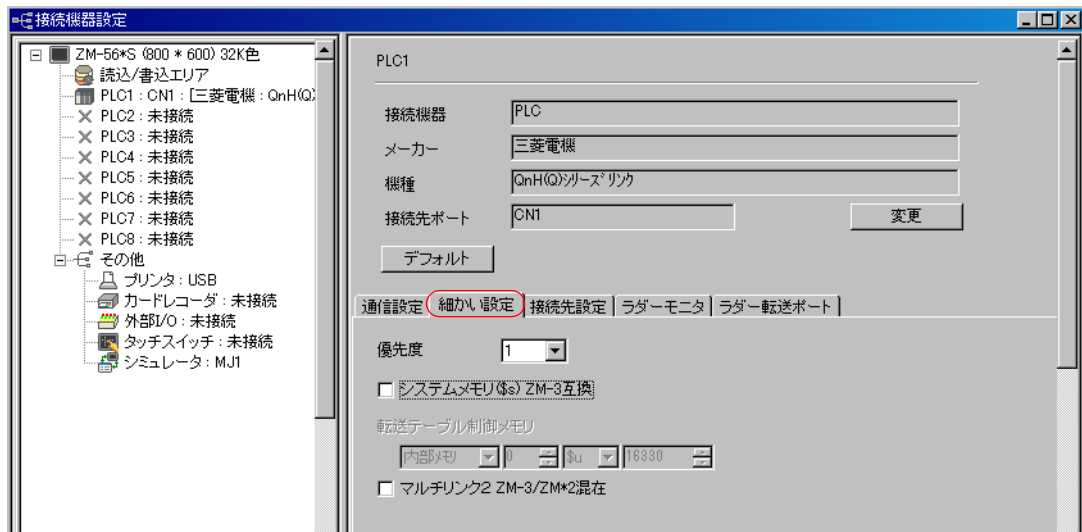 接続機器設定
ZM-56*S (800 * 600) 32K色
読込/書込エリア
PLC1 : CN1 : [三菱電機 : QnH(Q)
PLC2 : 未接続
PLC3 : 未接続
PLC4 : 未接続
PLC5 : 未接続
PLC6 : 未接続
PLC7 : 未接続
PLC8 : 未接続
その他
プリンタ : USB
カードレコーダ : 未接続
外部I/O : 未接続
タッチスイッチ : 未接続
シミュレータ : MJ1
PLC1
接続機器 PLC
メーカー 三菱電機
機種 QnH(Q)シリーズリンク
接続先ポート CN1 変更
デフォルト
通信設定 細かい設定 接続先設定 ラダーモニタ ラダー転送ポート
優先度 1
システムメモリ($s) ZM-3互換
転送テーブル制御メモリ
内部メモリ 0 $u 16330
マルチリンク2 ZM-3/ZM*2混在